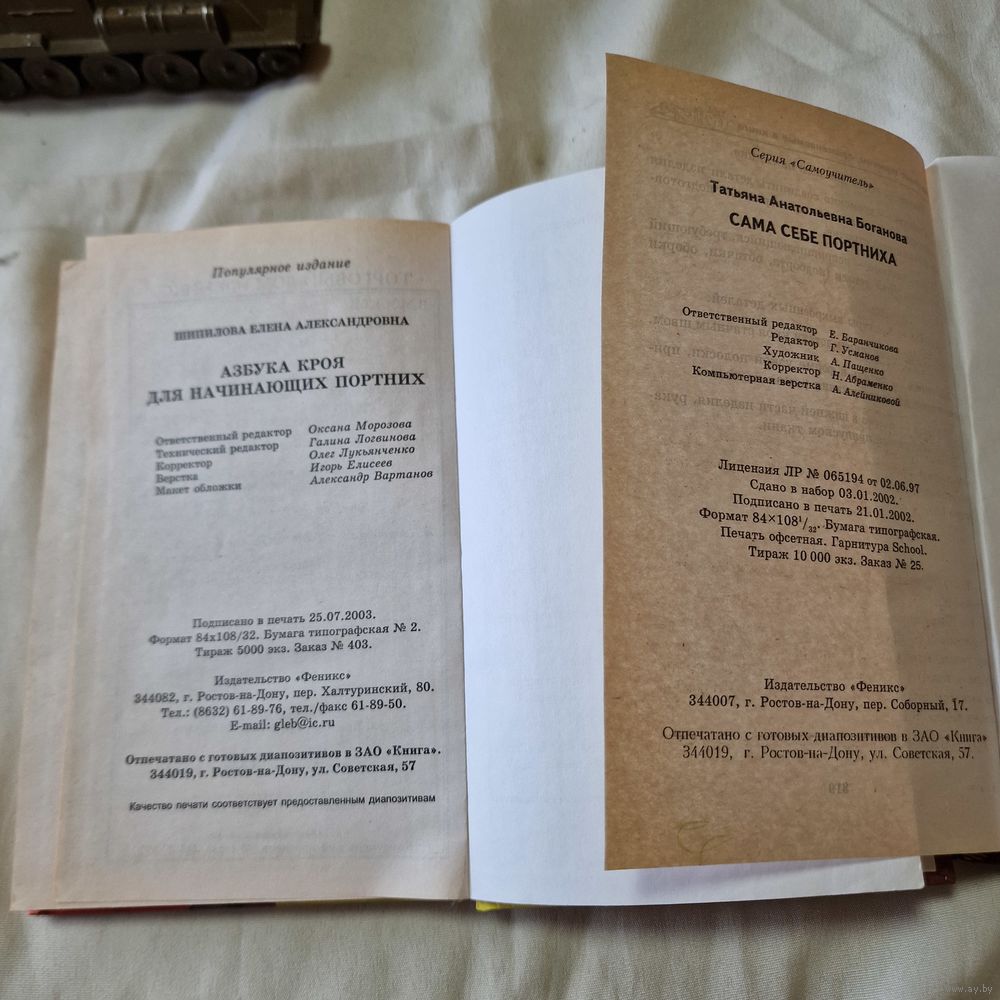 Популярное издание
ШИПИЛОВА ЕЛЕНА АЛЕКСАНДРОВНА
АЗБУКА КРОЯ
ДЛЯ НАЧИНАЮЩИХ ПОРТНИХ
Ответственный редактор Оксана Морозова
Технический редактор Галина Логвинова
Корректор Олег Лукьянченко
Верстка Игорь Елисеев
Макет обложки Александр Вартанов
Подписано в печать 25.07.2003.
Формат 84х108/32. Бумага типографская № 2.
Тираж 5000 экз. Заказ № 403.
Издательство «Феникс»
344082, г. Ростов-на-Дону, пер. Халтуринский, 80.
Тел.: (8632) 61-89-76, тел./факс 61-89-50.
E-mail: gleb@ic.ru
Отпечатано с готовых диапозитивов в ЗАО «Книга».
344019, г. Ростов-на-Дону, ул. Советская, 57
Качество печати соответствует предоставленным диапозитивам
Серия «Самоучитель»
Татьяна Анатольевна Боганова
САМА СЕБЕ ПОРТНИХА
Ответственный редактор Е. Баранчикова
Редактор Г. Усманов
Художник А. Пащенко
Корректор Н. Абраменко
Компьютерная верстка А. Алейниковой
Лицензия ЛР № 065194 от 02.06.97
Сдано в набор 03.01.2002.
Подписано в печать 21.01.2002.
Формат 84×108¹/₃₂. Бумага типографская.
Печать офсетная. Гарнитура School.
Тираж 10 000 экз. Заказ № 25.
Издательство «Феникс»
344007, г. Ростов-на-Дону, пер. Соборный, 17.
Отпечатано с готовых диапозитивов в ЗАО «Книга»
344019, г. Ростов-на-Дону, ул. Советская, 57.
www.ay.by